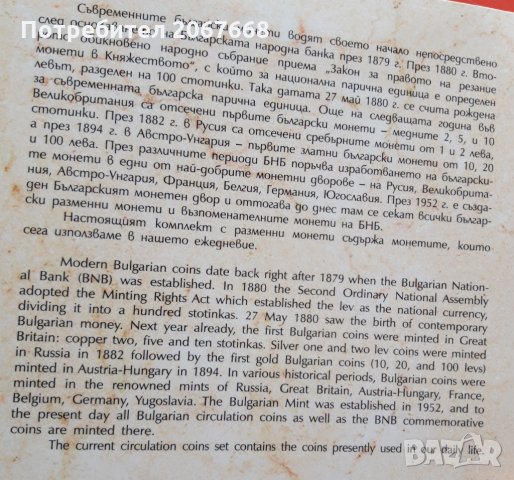 Потребител 2067668
Съвременните български монети водят своето начало непосредствено
след основаването на Българската народна банка през 1879 г. През 1880 г. Вто-
обикновено народно събрание приема „Закон за правото на резание
монети в Княжеството", с който за национална парична единица е определен
левът, разделен на 100 стотинки. Така датата 27 май 1880 г. се счита рождена
за съвременната българска парична единица. Още на следващата година във
Великобритания са отсечени първите български монети – медните 2, 5, и 10
стотинки. През 1882 г. в Русия са отсечени сребърните монети от 1 и 2 лева,
а през 1894 г. в Австро-Унгария – първите златни български монети от 10, 20
и 100 лева. През различните периоди БНБ поръчва изработването на български-
те монети в едни от най-добрите монетни дворове – на Русия, Великобрита-
ния, Австро-Унгария, Франция, Белгия, Германия, Югославия. През 1952 г. е създа-
ден Българският монетен двор и оттогава до днес там се секат всички българ-
ски разменни монети и възпоменателните монети на БНБ.
Настоящият комплект с разменни монети съдържа монетите, които
сега използваме в нашето ежедневие.
Modern Bulgarian coins date back right after 1879 when the Bulgarian Nation-
al Bank (BNB) was established. In 1880 the Second Ordinary National Assembly
adopted the Minting Rights Act which established the lev as the national currency,
dividing it into a hundred stotinkas. 27 May 1880 saw the birth of contemporary
Bulgarian money. Next year already, the first Bulgarian coins were minted in Great
Britain: copper two, five and ten stotinkas. Silver one and two lev coins were minted
in Russia in 1882 followed by the first gold Bulgarian coins (10, 20, and 100 levs)
minted in Austria-Hungary in 1894. In various historical periods, Bulgarian coins were
minted in the renowned mints of Russia, Great Britain, Austria-Hungary, France,
Belgium, Germany, Yugoslavia. The Bulgarian Mint was established in 1952, and to
the present day all Bulgarian circulation coins as well as the BNB commemorative
coins are minted there.
The current circulation coins set contains the coins presently used in our daily life.
БАЗАР